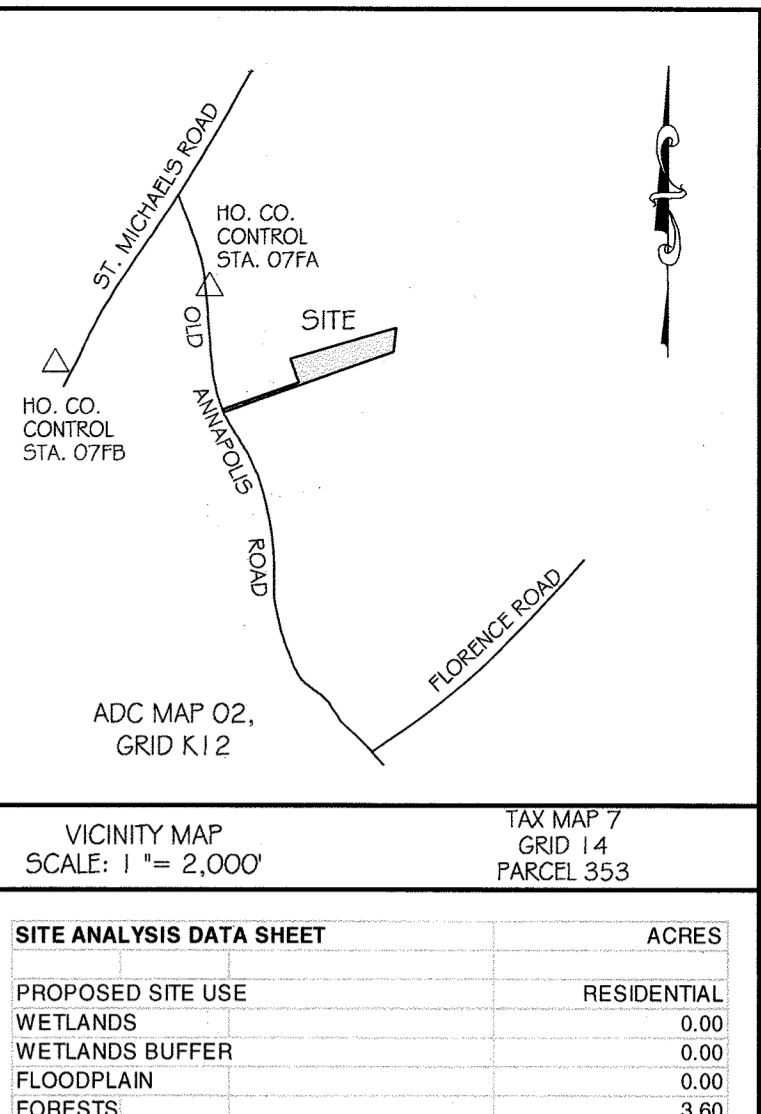 ST. MICHAEL'S ROAD
HO. CO.
CONTROL
STA. 07FA
OLD
ANNAPOLIS
ROAD
SITE
HO. CO.
CONTROL
STA. 07FB
FLORENCE ROAD
ADC MAP 02,
GRID K12
VICINITY MAP
SCALE: 1 "= 2,000'
TAX MAP 7
GRID 14
PARCEL 353
SITE ANALYSIS DATA SHEET ACRES
PROPOSED SITE USE RESIDENTIAL
WETLANDS 0.00
WETLANDS BUFFER 0.00
FLOODPLAIN 0.00
FORESTS 3.60